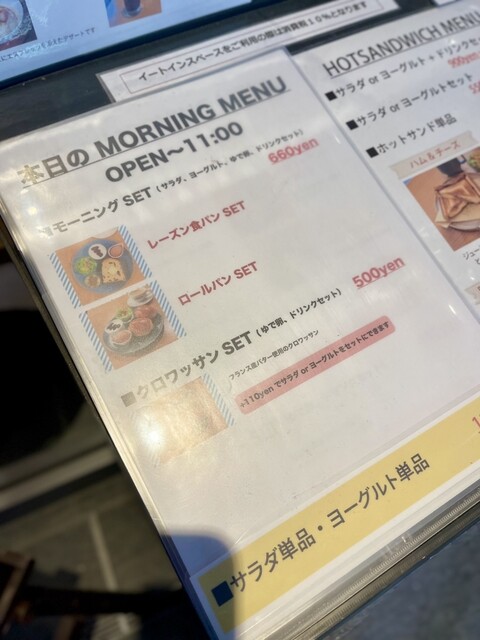 イートインスペースをご利用の際は消費税10%となります
本日の MORNING MENU
OPEN〜11:00
■モーニング SET (サラダ、ヨーグルト、ゆで卵、ドリンクセット)
660yen
レーズン食パン SET
ロールパン SET
■クロワッサン SET (ゆで卵、ドリンクセット)
500yen
フランス産バター使用のクロワッサン
+110yen でサラダ or ヨーグルトをセットにできます
■サラダ単品・ヨーグルト単品
HOTSANDWICH MENU
■サラダ or ヨーグルト + ドリンクセ
■サラダ or ヨーグルトセット
■ホットサンド単品
ハム&チーズ